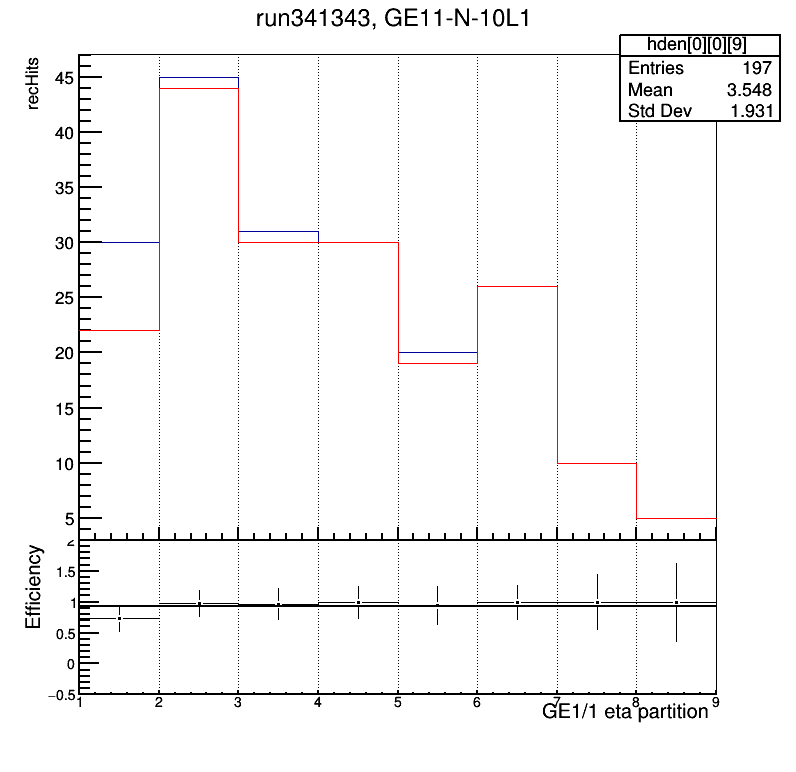 run341343, GE11-N-10L1
hden[0][0][9]
Entries 197
Mean 3.548
Std Dev 1.931
recHits
45
40
35
30
25
20
15
10
5
Efficiency
2
1.5
1
0.5
0
−0.5
1 2 3 4 5 6 7 8 9
GE1/1 eta partition